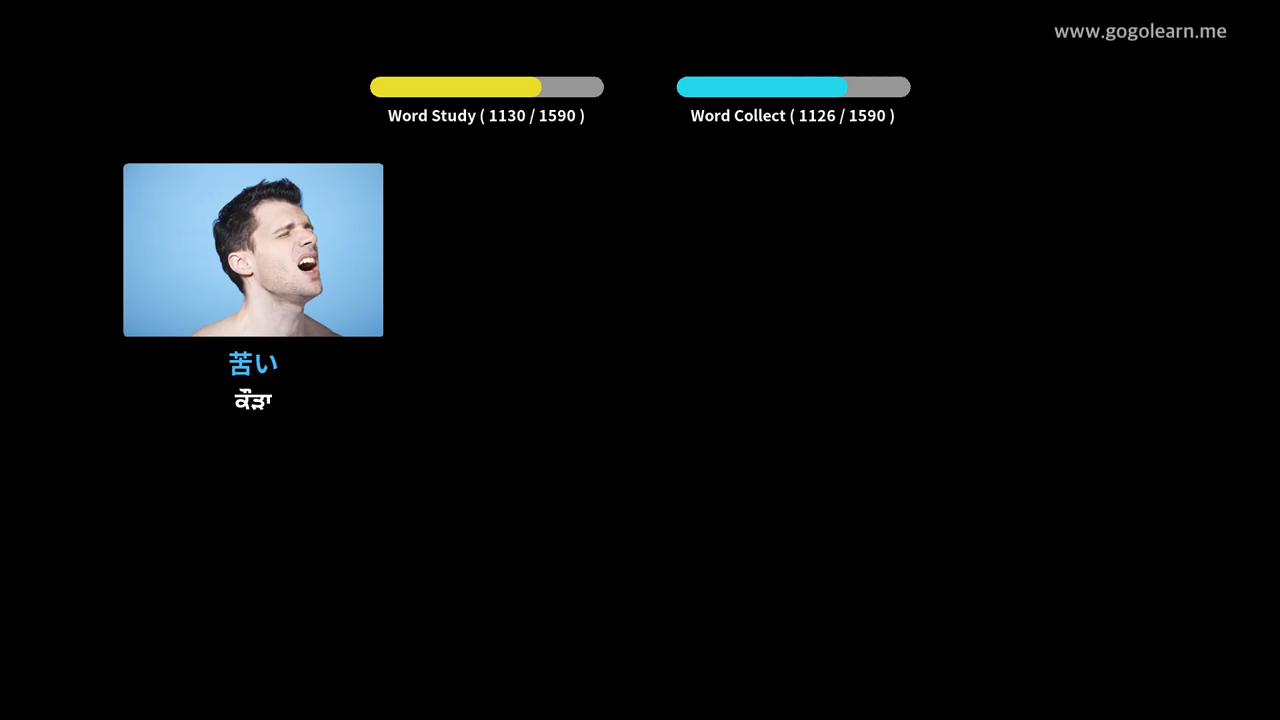 www.gogolearn.me
Word Study ( 1130 / 1590 )
Word Collect ( 1126 / 1590 )
苦い
ਕੌੜਾ